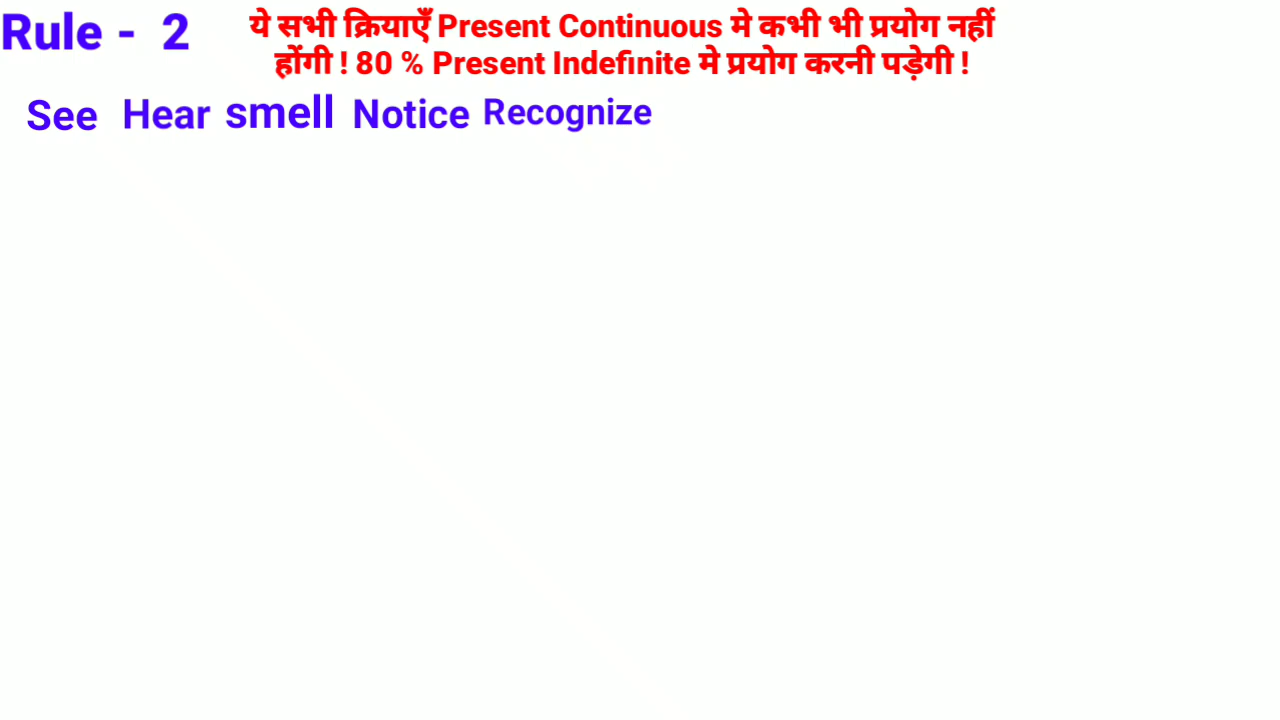 Rule - 2
ये सभी क्रियाएँ Present Continuous मे कभी भी प्रयोग नहीं
होंगी ! 80 % Present Indefinite मे प्रयोग करनी पड़ेगी !
See Hear smell Notice Recognize